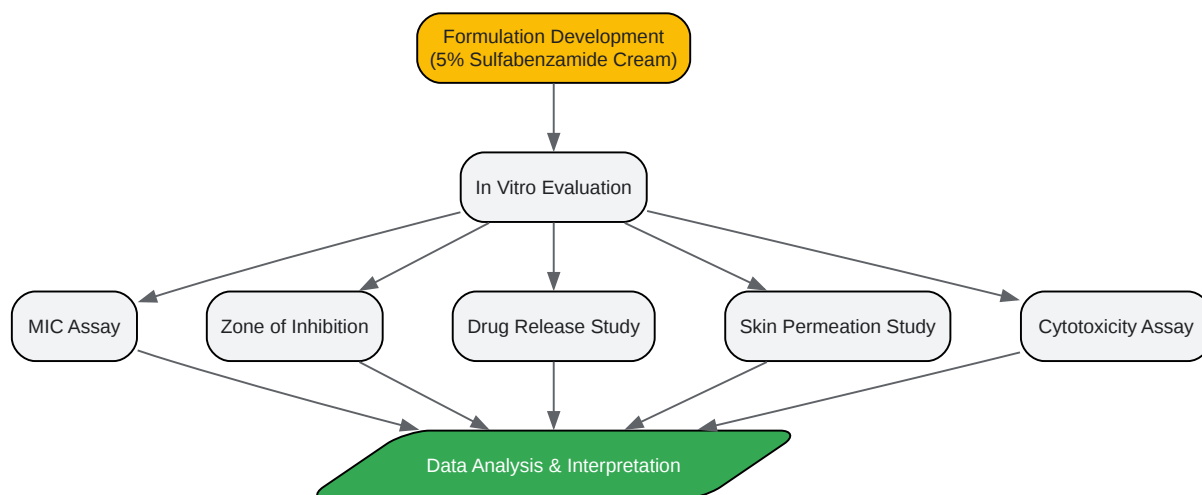 Formulation Development
(5% Sulfabenzamide Cream)
In Vitro Evaluation
MIC Assay
Zone of Inhibition
Drug Release Study
Skin Permeation Study
Cytotoxicity Assay
Data Analysis & Interpretation